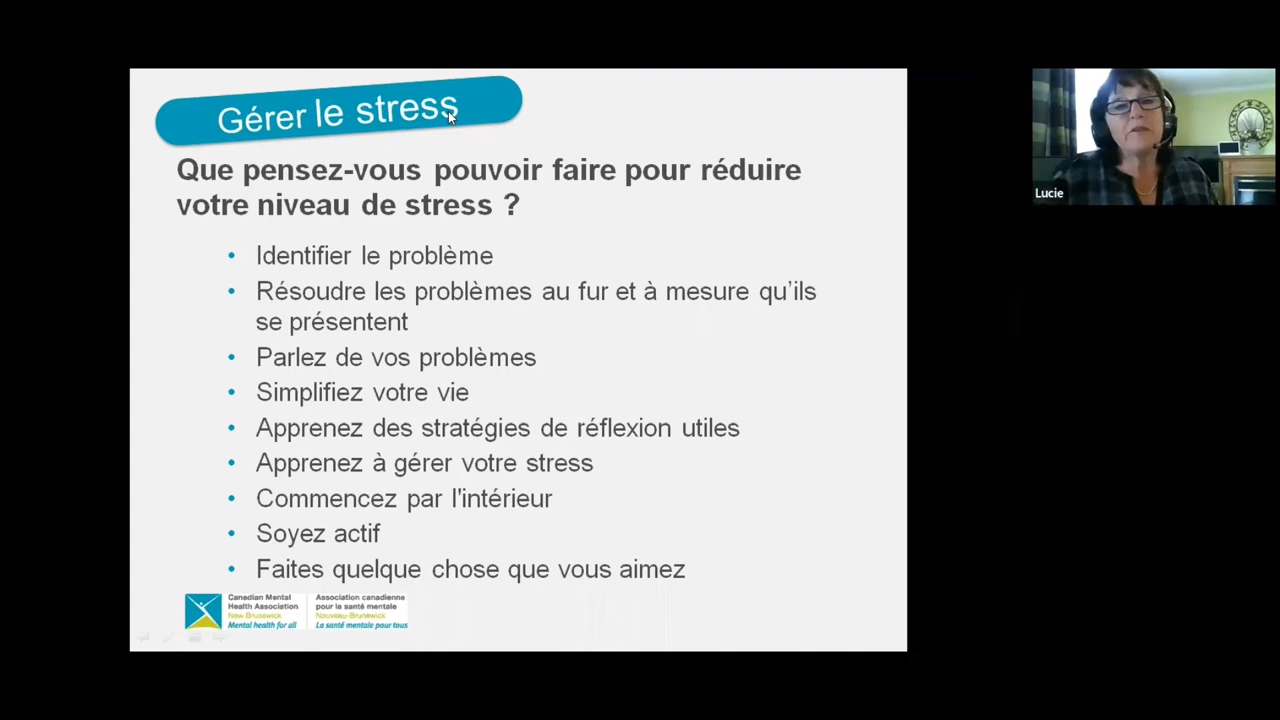 Gérer le stress
Que pensez-vous pouvoir faire pour réduire
votre niveau de stress ?
• Identifier le problème
• Résoudre les problèmes au fur et à mesure qu’ils
se présentent
• Parlez de vos problèmes
• Simplifiez votre vie
• Apprenez des stratégies de réflexion utiles
• Apprenez à gérer votre stress
• Commencez par l'intérieur
• Soyez actif
• Faites quelque chose que vous aimez
Canadian Mental
Health Association
New Brunswick
Mental health for all
Association canadienne
pour la santé mentale
Nouveau-Brunswick
La santé mentale pour tous
Lucie